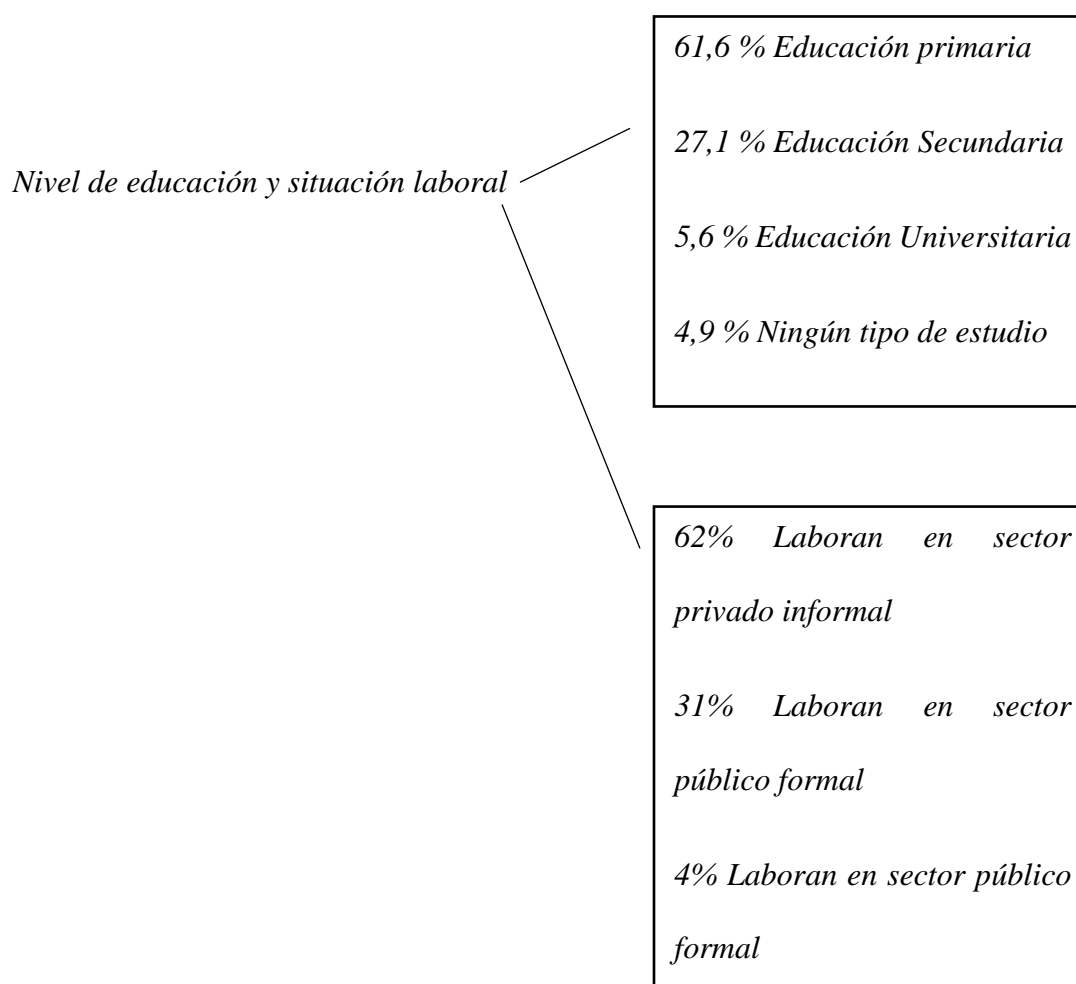 61,6 % Educación primaria
27,1 % Educación Secundaria
Nivel de educación y situación laboral
5,6 % Educación Universitaria
4,9 % Ningún tipo de estudio
62% Laboran en sector
privado informal
31% Laboran en sector
público formal
4% Laboran en sector público
formal